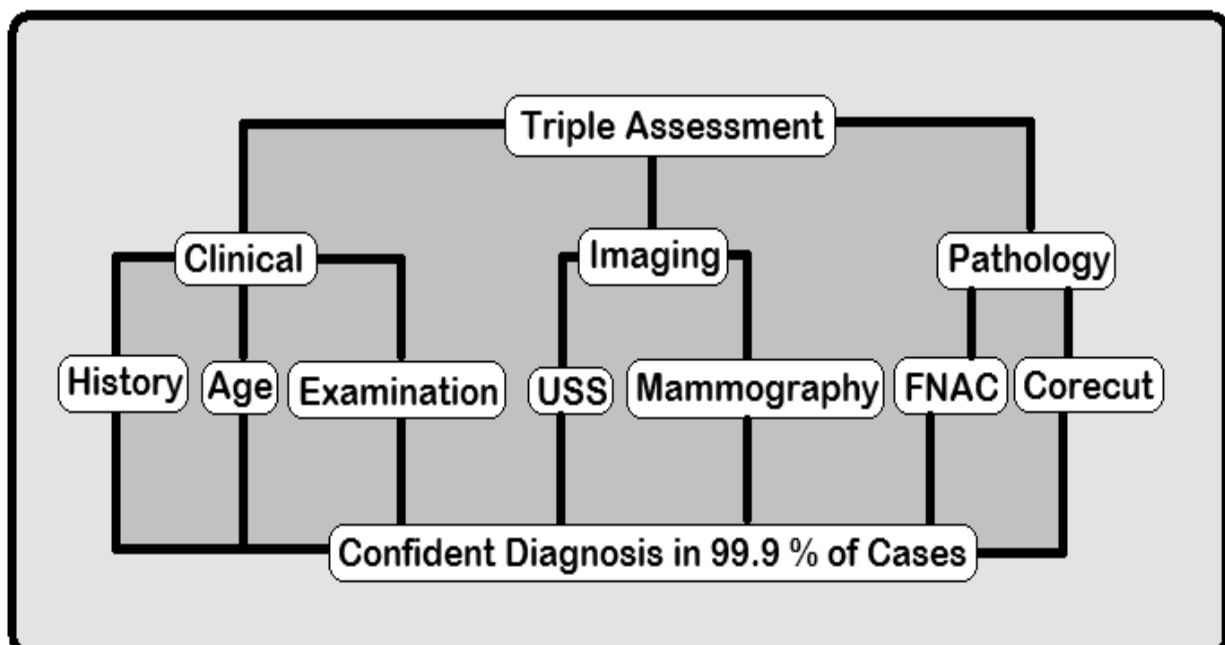 Triple Assessment
Clinical
Imaging
Pathology
History
Age
Examination
USS
Mammography
FNAC
Corecut
Confident Diagnosis in 99.9 % of Cases